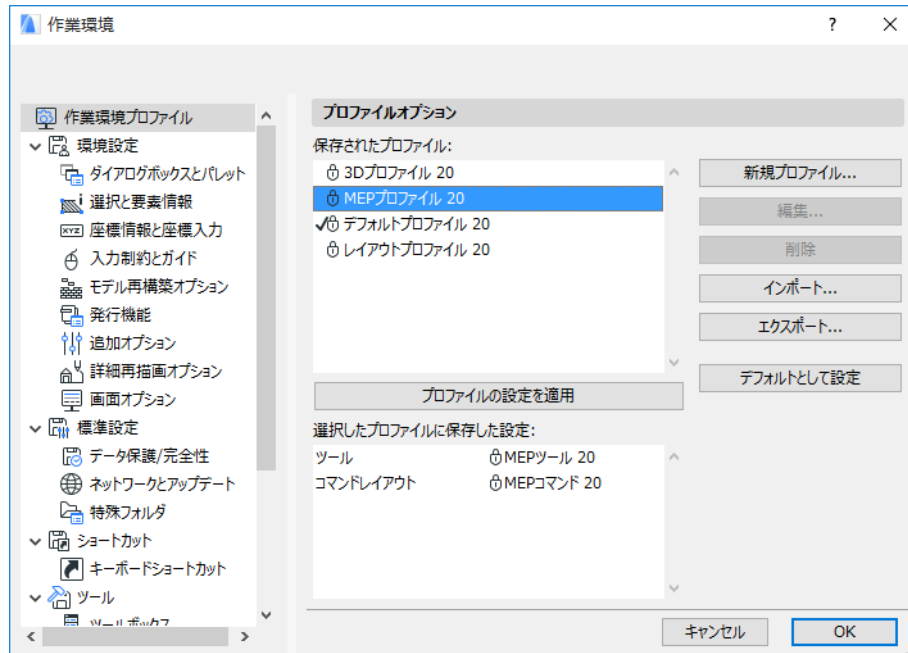 作業環境
?
作業環境プロファイル
環境設定
ダイアログボックスとパレット
選択と要素情報
座標情報と座標入力
入力制約とガイド
モデル再構築オプション
発行機能
追加オプション
詳細再描画オプション
画面オプション
標準設定
データ保護/完全性
ネットワークとアップデート
特殊フォルダ
ショートカット
キーボードショートカット
ツール
ツールボックス
プロファイルオプション
保存されたプロファイル:
3Dプロファイル 20
MEPプロファイル 20
デフォルトプロファイル 20
レイアウトプロファイル 20
新規プロファイル...
編集...
削除
インポート...
エクスポート...
デフォルトとして設定
プロファイルの設定を適用
選択したプロファイルに保存した設定:
ツール MEPツール 20
コマンドレイアウト MEPコマンド 20
キャンセル
OK